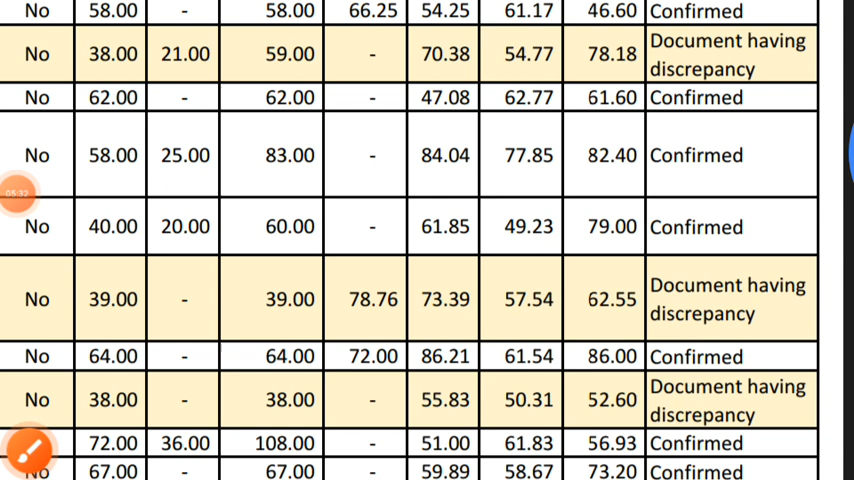 No 58.00 - 58.00 66.25 54.25 61.17 46.60 Confirmed
No 38.00 21.00 59.00 - 70.38 54.77 78.18 Document having
discrepancy
No 62.00 - 62.00 - 47.08 62.77 61.60 Confirmed
No 58.00 25.00 83.00 - 84.04 77.85 82.40 Confirmed
05:32
No 40.00 20.00 60.00 - 61.85 49.23 79.00 Confirmed
No 39.00 - 39.00 78.76 73.39 57.54 62.55 Document having
discrepancy
No 64.00 - 64.00 72.00 86.21 61.54 86.00 Confirmed
No 38.00 - 38.00 - 55.83 50.31 52.60 Document having
discrepancy
72.00 36.00 108.00 - 51.00 61.83 56.93 Confirmed
No 67.00 - 67.00 - 59.89 58.67 73.20 Confirmed